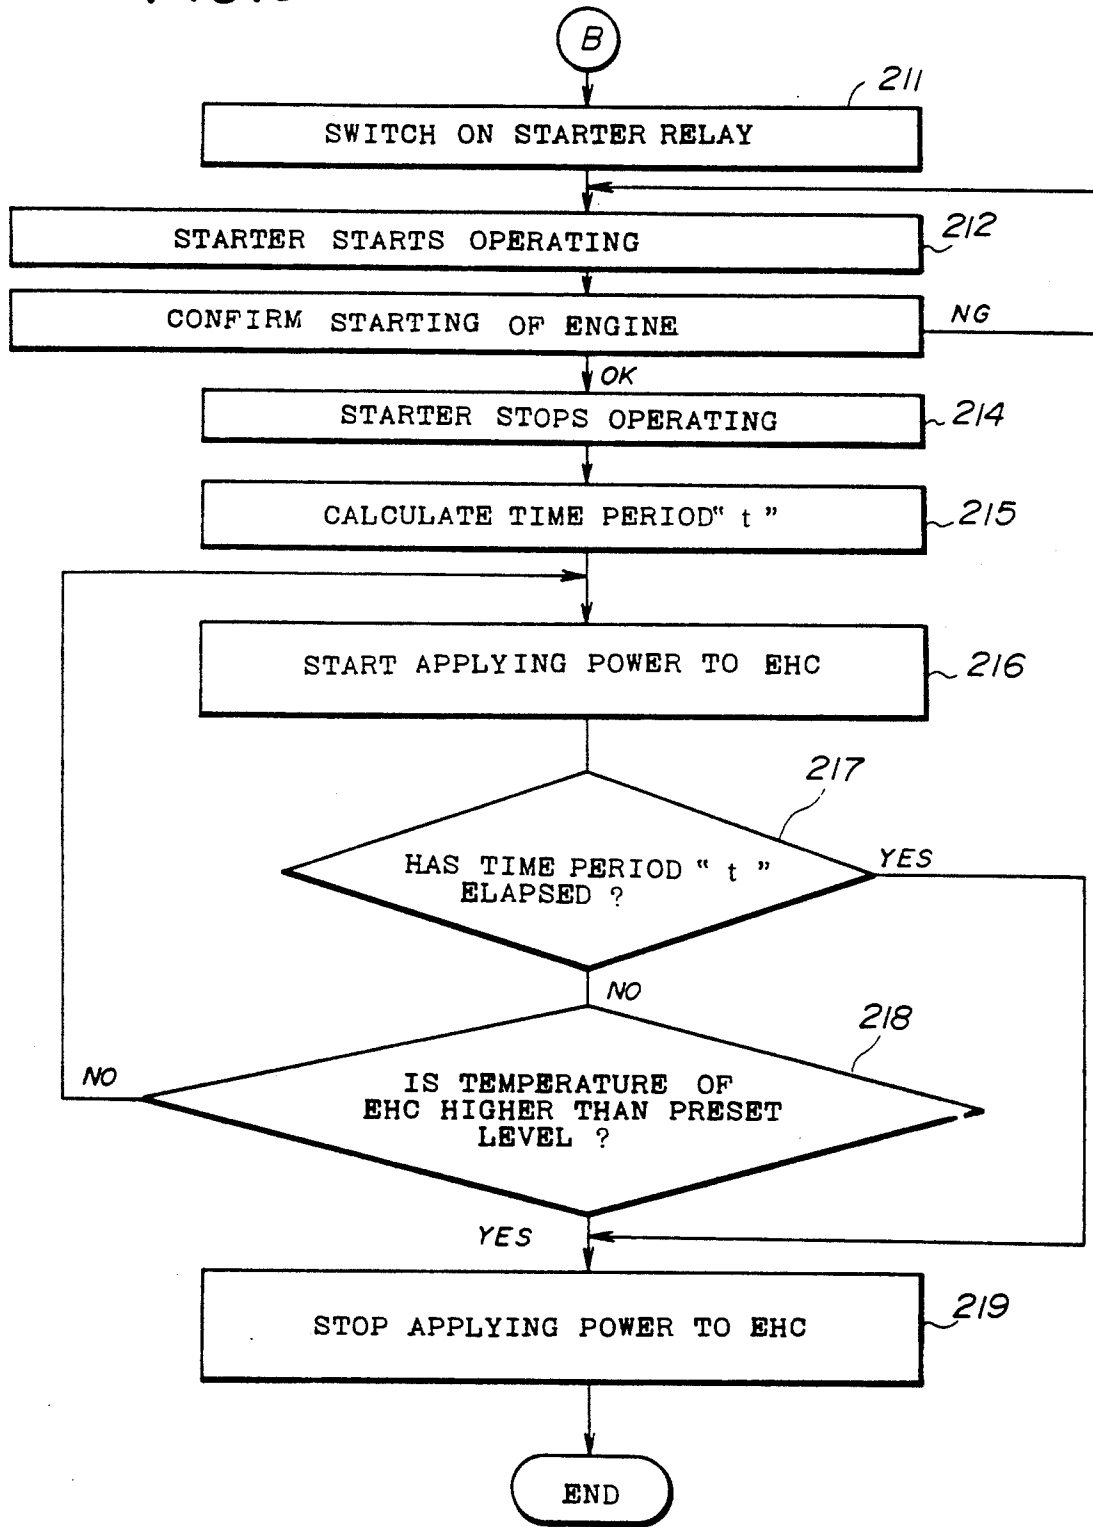 B
211
SWITCH ON STARTER RELAY
STARTER STARTS OPERATING
212
CONFIRM STARTING OF ENGINE
NG
OK
STARTER STOPS OPERATING
214
CALCULATE TIME PERIOD“ t ”
215
START APPLYING POWER TO EHC
216
217
HAS TIME PERIOD “ t ”
ELAPSED ?
YES
NO
218
NO
IS TEMPERATURE OF
EHC HIGHER THAN PRESET
LEVEL ?
YES
STOP APPLYING POWER TO EHC
219
END